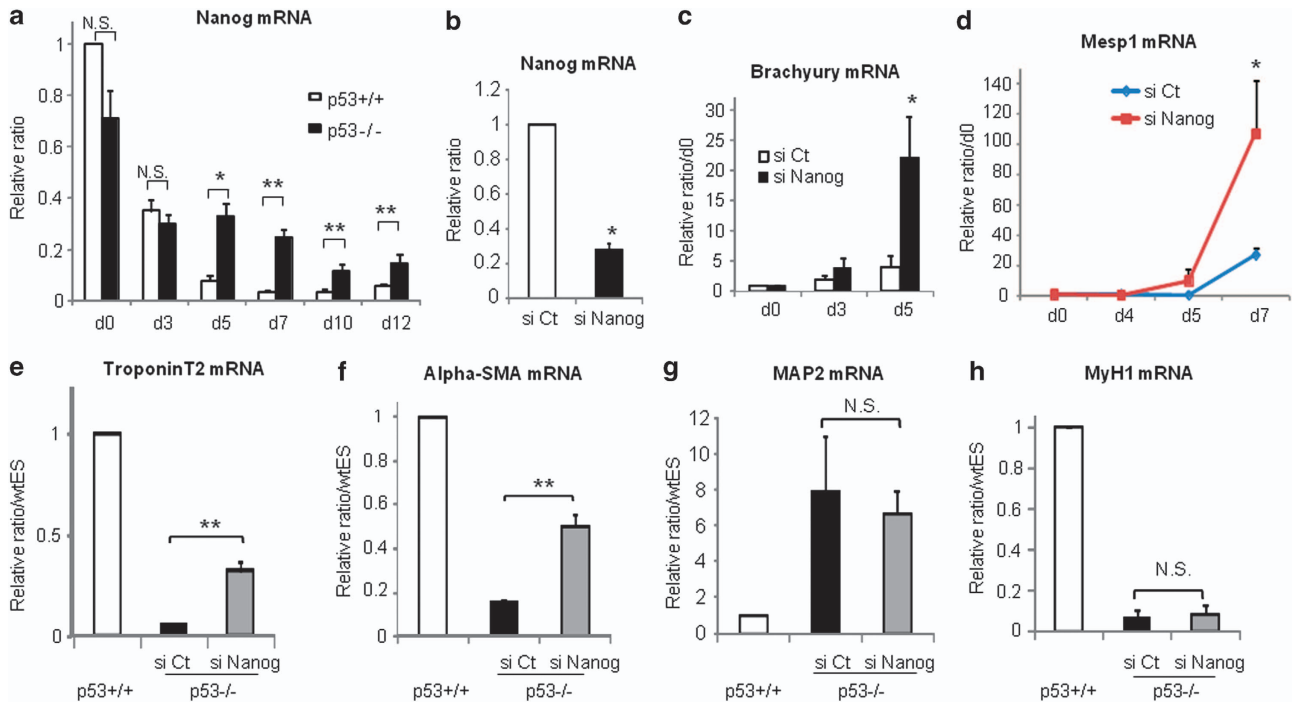 a
Nanog mRNA
Relative ratio
1
0.8
0.6
0.4
0.2
0
N.S.
N.S.
*
**
**
**
p53+/+
p53-/-
d0 d3 d5 d7 d10 d12
b
Nanog mRNA
Relative ratio
1.2
1
0.8
0.6
0.4
0.2
0
*
si Ct si Nanog
c
Brachyury mRNA
Relative ratio/d0
30
25
20
15
10
5
0
si Ct
si Nanog
*
d0 d3 d5
d
Mesp1 mRNA
Relative ratio/d0
140
120
100
80
60
40
20
0
si Ct
si Nanog
*
d0 d4 d5 d7
e
TroponinT2 mRNA
Relative ratio/wtES
1
0.5
0
**
si Ct si Nanog
p53+/+ p53-/-
f
Alpha-SMA mRNA
Relative ratio/wtES
1
0.8
0.6
0.4
0.2
0
**
si Ct si Nanog
p53+/+ p53-/-
g
MAP2 mRNA
Relative ratio/wtES
12
10
8
6
4
2
0
N.S.
si Ct si Nanog
p53+/+ p53-/-
h
MyH1 mRNA
Relative ratio/wtES
1
0.8
0.6
0.4
0.2
0
N.S.
si Ct si Nanog
p53+/+ p53-/-